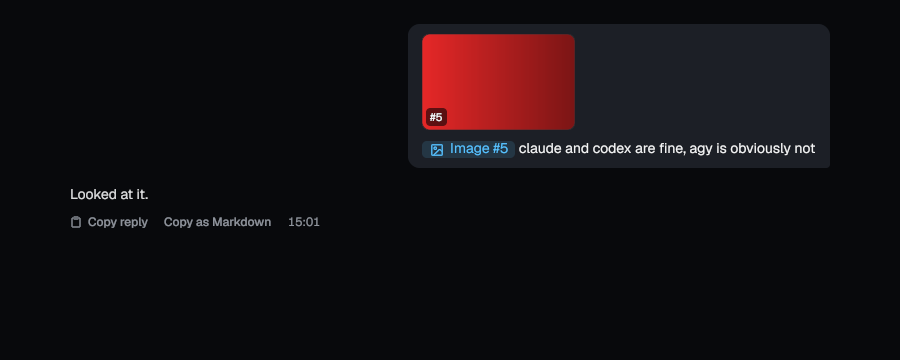 #5
Image #5 claude and codex are fine, agy is obviously not
Looked at it.
Copy reply Copy as Markdown 15:01